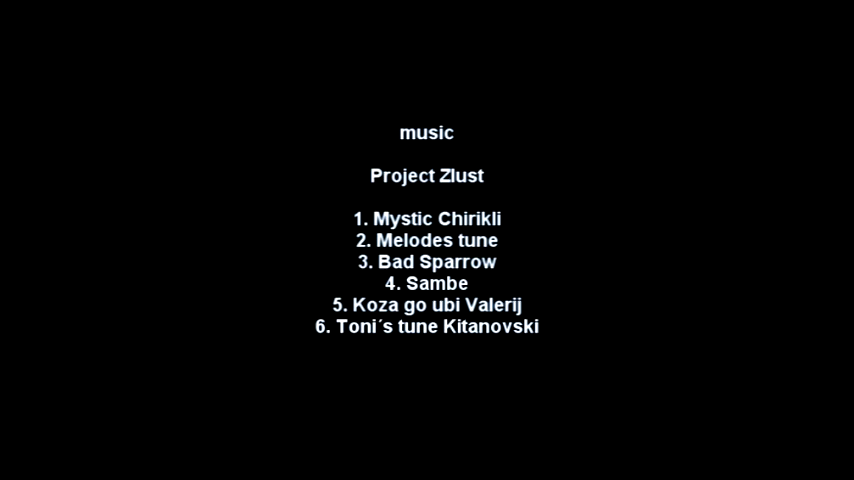 music
Project Zlust
1. Mystic Chirikli
2. Melodes tune
3. Bad Sparrow
4. Sambe
5. Koza go ubi Valerij
6. Toni´s tune Kitanovski